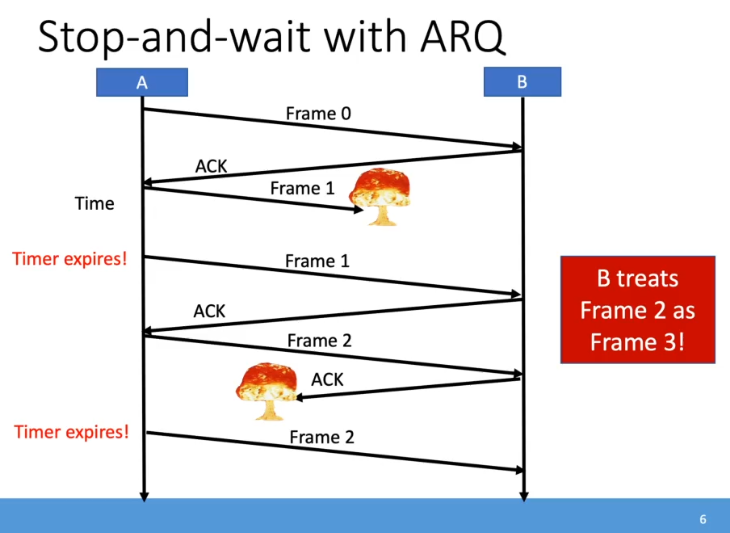 Stop-and-wait with ARQ
A
B
Frame 0
ACK
Frame 1
Time
Timer expires!
Frame 1
B treats
Frame 2 as
Frame 3!
ACK
Frame 2
ACK
Timer expires!
Frame 2
6